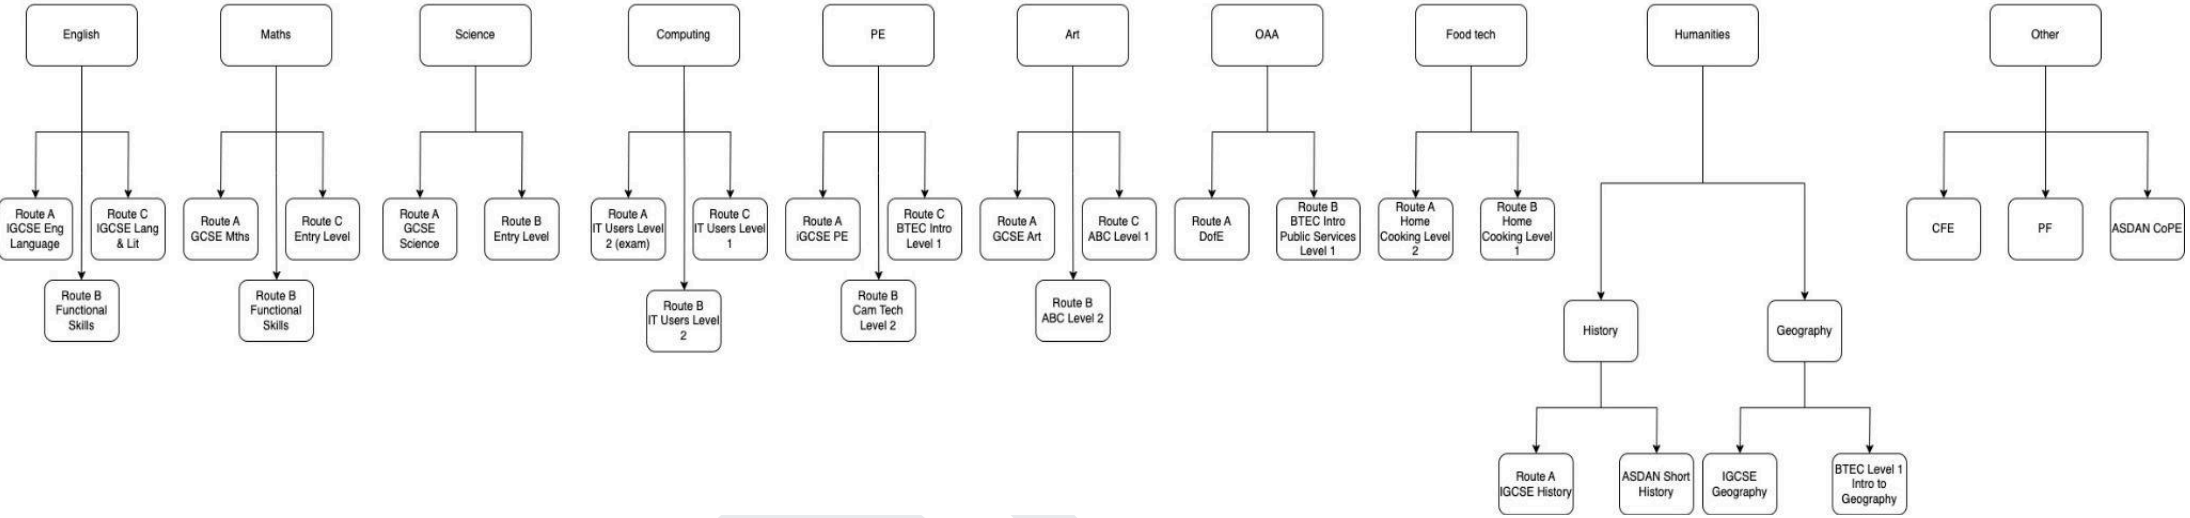 English
Maths
Science
Computing
PE
Art
OAA
Food tech
Humanities
Other
Route A
IGCSE Eng
Language
Route C
IGCSE Lang
& Lit
Route A
GCSE Mths
Route C
Entry Level
Route A
GCSE
Science
Route B
Entry Level
Route A
IT Users Level
2 (exam)
Route C
IT Users Level
1
Route A
iGCSE PE
Route C
BTEC Intro
Level 1
Route A
GCSE Art
Route C
ABC Level 1
Route A
DofE
Route B
BTEC Intro
Public Services
Level 1
Route A
Home
Cooking Level
2
Route B
Home
Cooking Level
1
CFE
PF
ASDAN CoPE
Route B
Functional
Skills
Route B
Functional
Skills
Route B
IT Users Level
2
Route B
Cam Tech
Level 2
Route B
ABC Level 2
History
Geography
Route A
IGCSE History
ASDAN Short
History
IGCSE
Geography
BTEC Level 1
Intro to
Geography